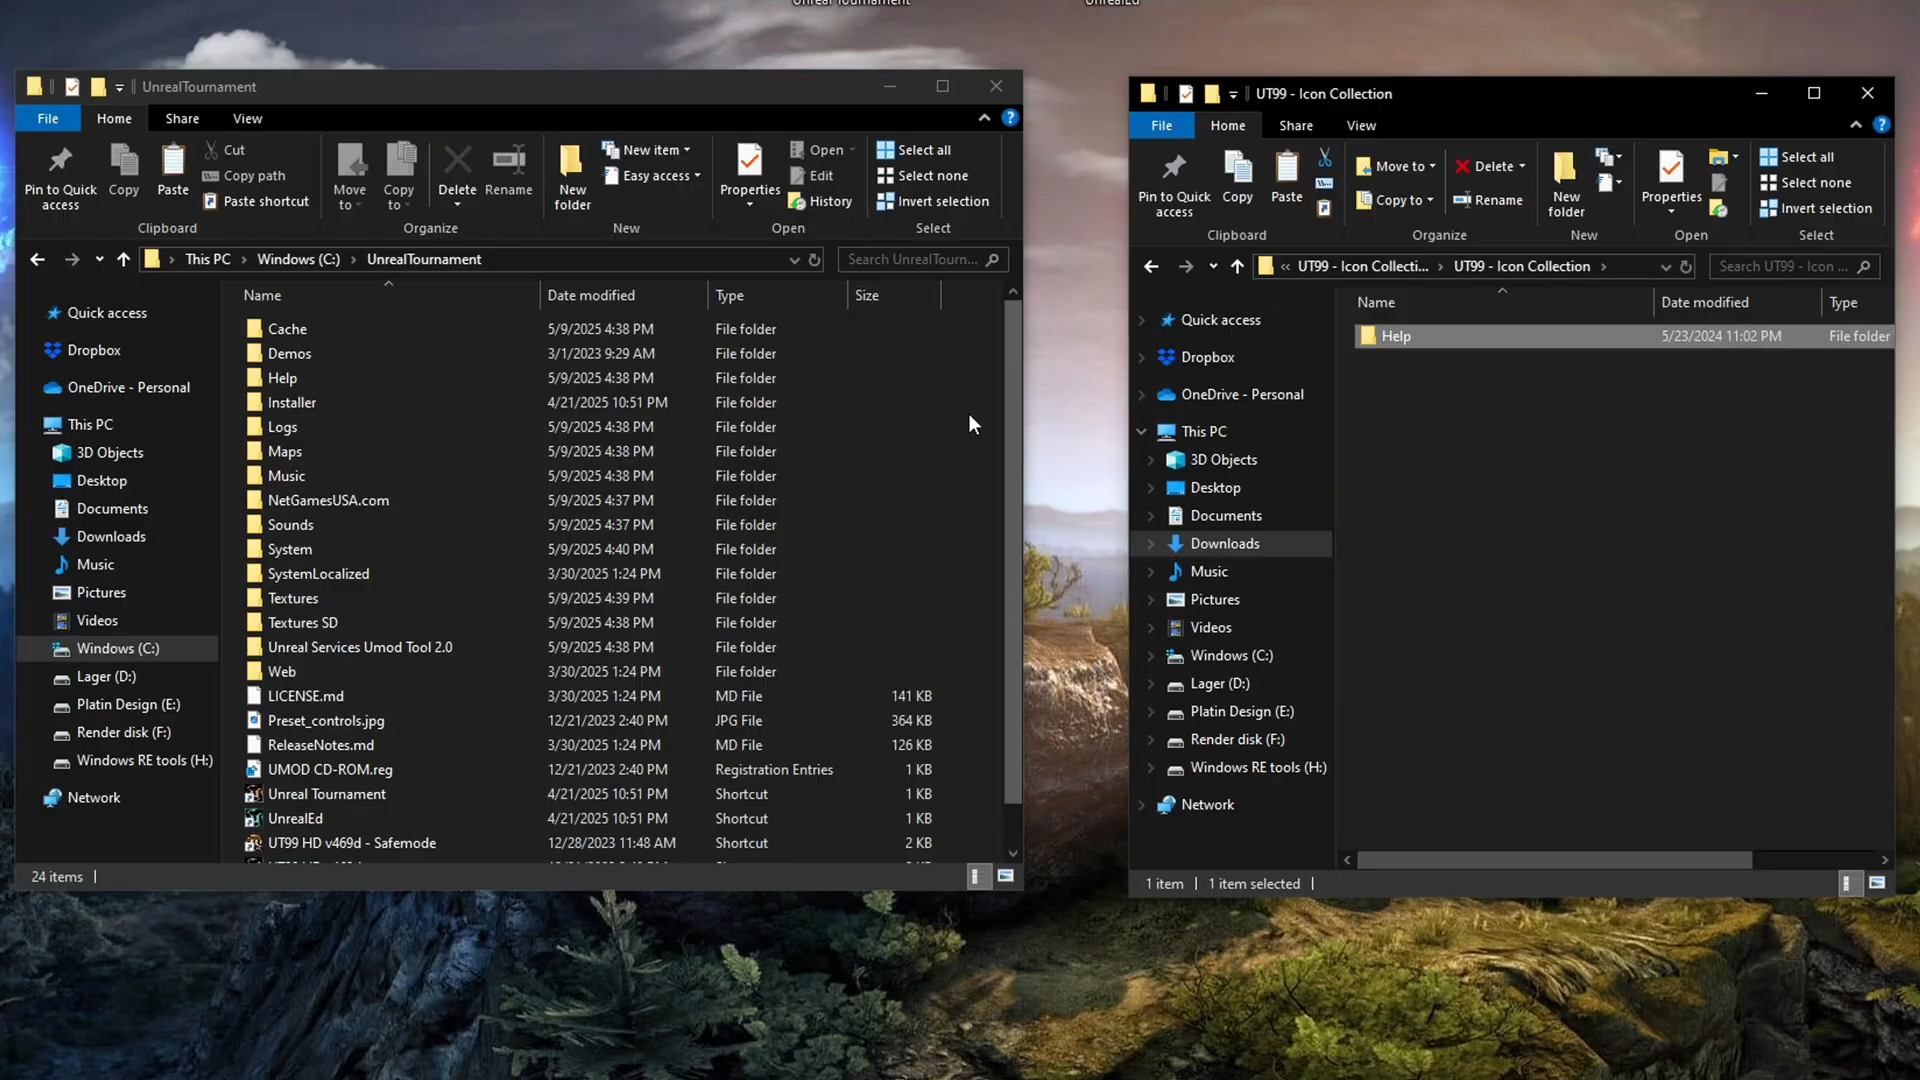 Unreal Tournament
UnrealEd
UnrealTournament
File
Home
Share
View
Pin to Quick
access
Copy
Paste
Cut
Copy path
Paste shortcut
Clipboard
Move
to
Copy
to
Delete
Rename
Organize
New
folder
New item
Easy access
New
Properties
Open
Edit
History
Open
Select all
Select none
Invert selection
Select
This PC
Windows (C:)
UnrealTournament
Search UnrealTourn...
Quick access
Dropbox
OneDrive - Personal
This PC
3D Objects
Desktop
Documents
Downloads
Music
Pictures
Videos
Windows (C:)
Lager (D:)
Platin Design (E:)
Render disk (F:)
Windows RE tools (H:)
Network
Name Date modified Type Size
Cache 5/9/2025 4:38 PM File folder
Demos 3/1/2023 9:29 AM File folder
Help 5/9/2025 4:38 PM File folder
Installer 4/21/2025 10:51 PM File folder
Logs 5/9/2025 4:38 PM File folder
Maps 5/9/2025 4:38 PM File folder
Music 5/9/2025 4:38 PM File folder
NetGamesUSA.com 5/9/2025 4:37 PM File folder
Sounds 5/9/2025 4:37 PM File folder
System 5/9/2025 4:40 PM File folder
SystemLocalized 3/30/2025 1:24 PM File folder
Textures 5/9/2025 4:39 PM File folder
Textures SD 5/9/2025 4:38 PM File folder
Unreal Services Umod Tool 2.0 5/9/2025 4:38 PM File folder
Web 3/30/2025 1:24 PM File folder
LICENSE.md 3/30/2025 1:24 PM MD File 141 KB
Preset_controls.jpg 12/21/2023 2:40 PM JPG File 364 KB
ReleaseNotes.md 3/30/2025 1:24 PM MD File 126 KB
UMOD CD-ROM.reg 12/21/2023 2:40 PM Registration Entries 1 KB
Unreal Tournament 4/21/2025 10:51 PM Shortcut 1 KB
UnrealEd 4/21/2025 10:51 PM Shortcut 1 KB
UT99 HD v469d - Safemode 12/28/2023 11:48 AM Shortcut 2 KB
24 items
UT99 - Icon Collection
File
Home
Share
View
Pin to Quick
access
Copy
Paste
Clipboard
Move to
Copy to
Delete
Rename
Organize
New
folder
New
Properties
Open
Select all
Select none
Invert selection
Select
« UT99 - Icon Collecti...
UT99 - Icon Collection
Search UT99 - Icon ...
Quick access
Dropbox
OneDrive - Personal
This PC
3D Objects
Desktop
Documents
Downloads
Music
Pictures
Videos
Windows (C:)
Lager (D:)
Platin Design (E:)
Render disk (F:)
Windows RE tools (H:)
Network
Name Date modified Type
Help 5/23/2024 11:02 PM File folder
1 item
1 item selected